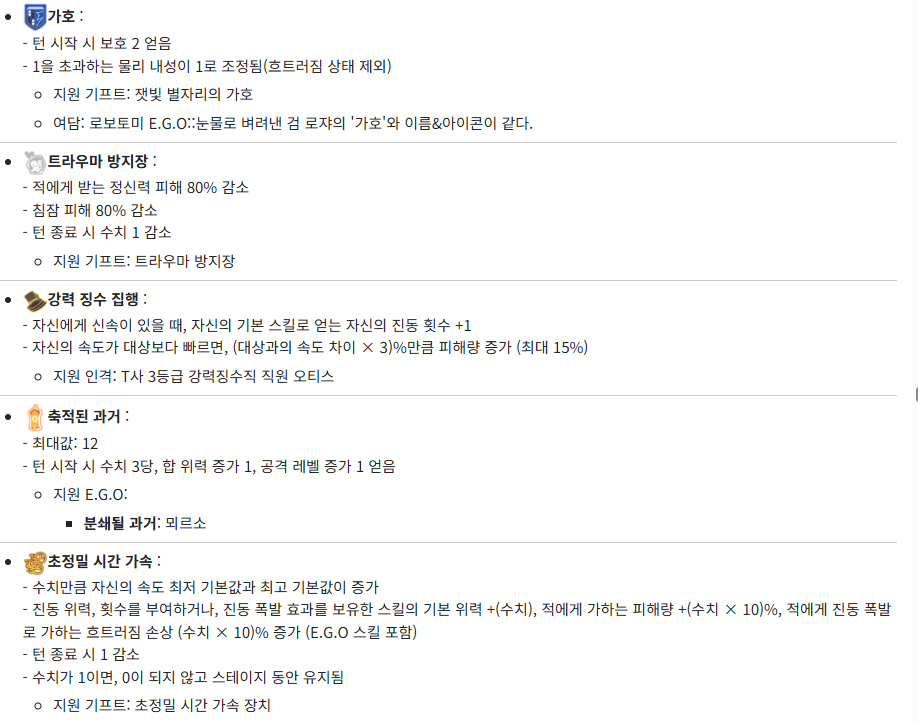 가호 :
- 턴 시작 시 보호 2 얻음
- 1을 초과하는 물리 내성이 1로 조정됨(흐트러짐 상태 제외)
지원 기프트: 잿빛 별자리의 가호
여담: 로보토미 E.G.O::눈물로 벼려낸 검 로쟈의 '가호'와 이름&아이콘이 같다.
트라우마 방지장 :
- 적에게 받는 정신력 피해 80% 감소
- 침잠 피해 80% 감소
- 턴 종료 시 수치 1 감소
지원 기프트: 트라우마 방지장
강력 징수 집행 :
- 자신에게 신속이 있을 때, 자신의 기본 스킬로 얻는 자신의 진동 횟수 +1
- 자신의 속도가 대상보다 빠르면, (대상과의 속도 차이 × 3)%만큼 피해량 증가 (최대 15%)
지원 인격: T사 3등급 강력징수직 직원 오티스
축적된 과거 :
- 최대값: 12
- 턴 시작 시 수치 3당, 합 위력 증가 1, 공격 레벨 증가 1 얻음
지원 E.G.O:
분쇄될 과거: 뫼르소
초정밀 시간 가속 :
- 수치만큼 자신의 속도 최저 기본값과 최고 기본값이 증가
- 진동 위력, 횟수를 부여하거나, 진동 폭발 효과를 보유한 스킬의 기본 위력 +(수치), 적에게 가하는 피해량 +(수치 × 10)%, 적에게 진동 폭발
로 가하는 흐트러짐 손상 (수치 × 10)% 증가 (E.G.O 스킬 포함)
- 턴 종료 시 1 감소
- 수치가 1이면, 0이 되지 않고 스테이지 동안 유지됨
지원 기프트: 초정밀 시간 가속 장치